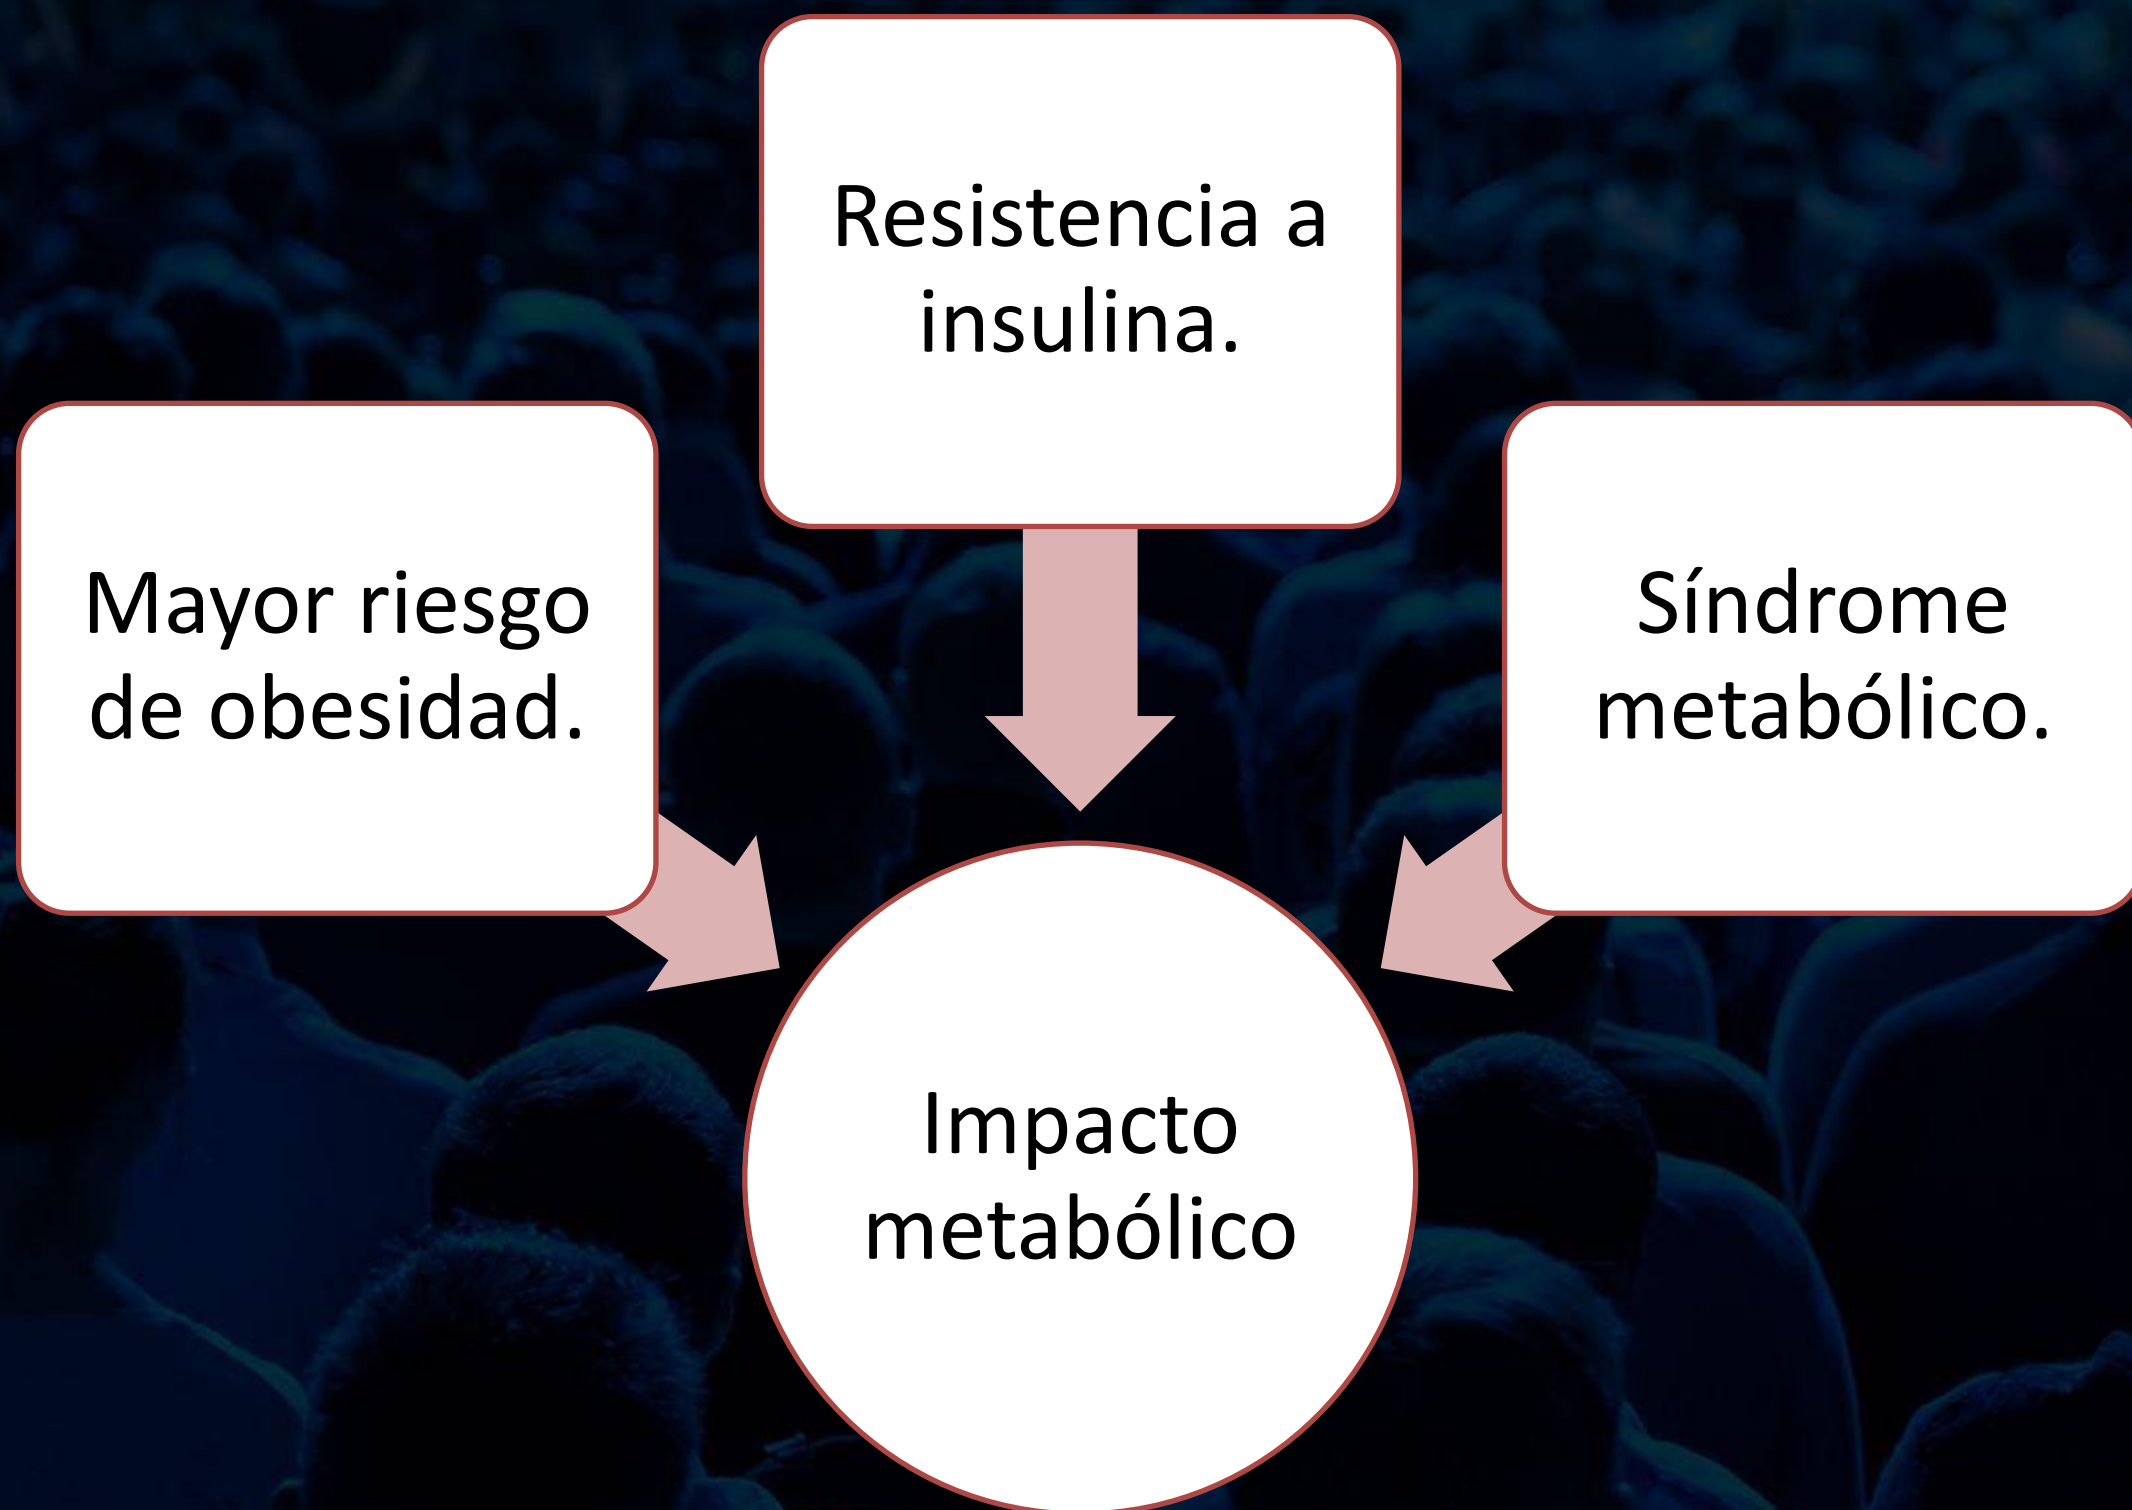 Resistencia a
insulina.
Mayor riesgo
de obesidad.
Síndrome
metabólico.
Impacto
metabólico